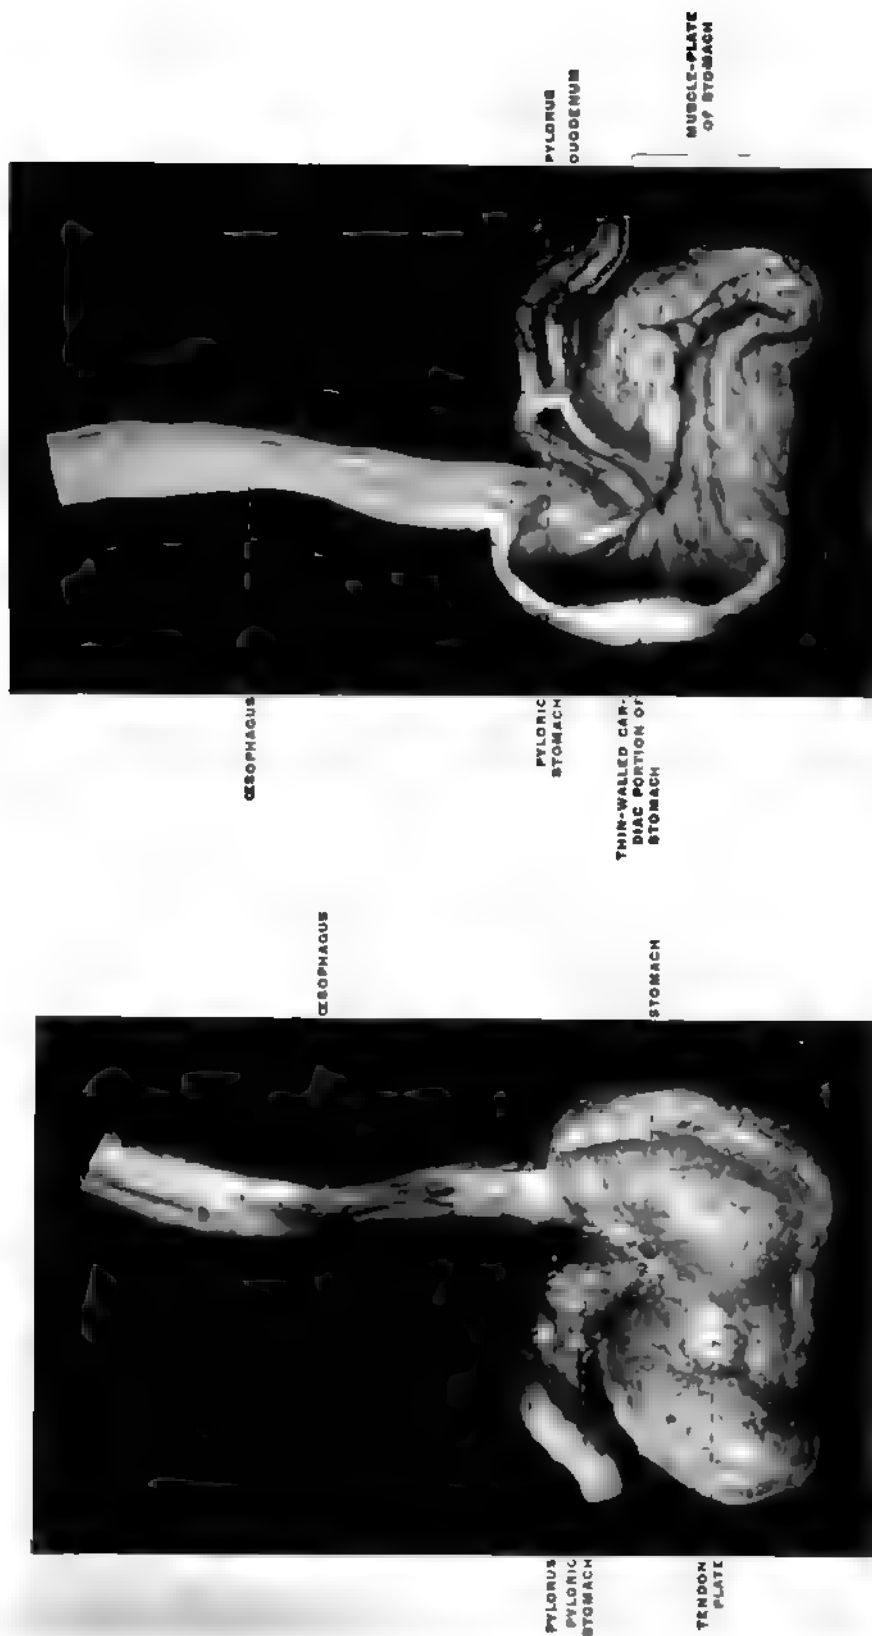 PYLORUS
DUODENUM
MUSCLE-PLATE
OF STOMACH
ŒSOPHAGUS
PYLORIC
STOMACH
THIN-WALLED CAR-
DIAC PORTION OF
STOMACH
ŒSOPHAGUS
STOMACH
PYLORUS
PYLORIC
STOMACH
TENDON
PLATE